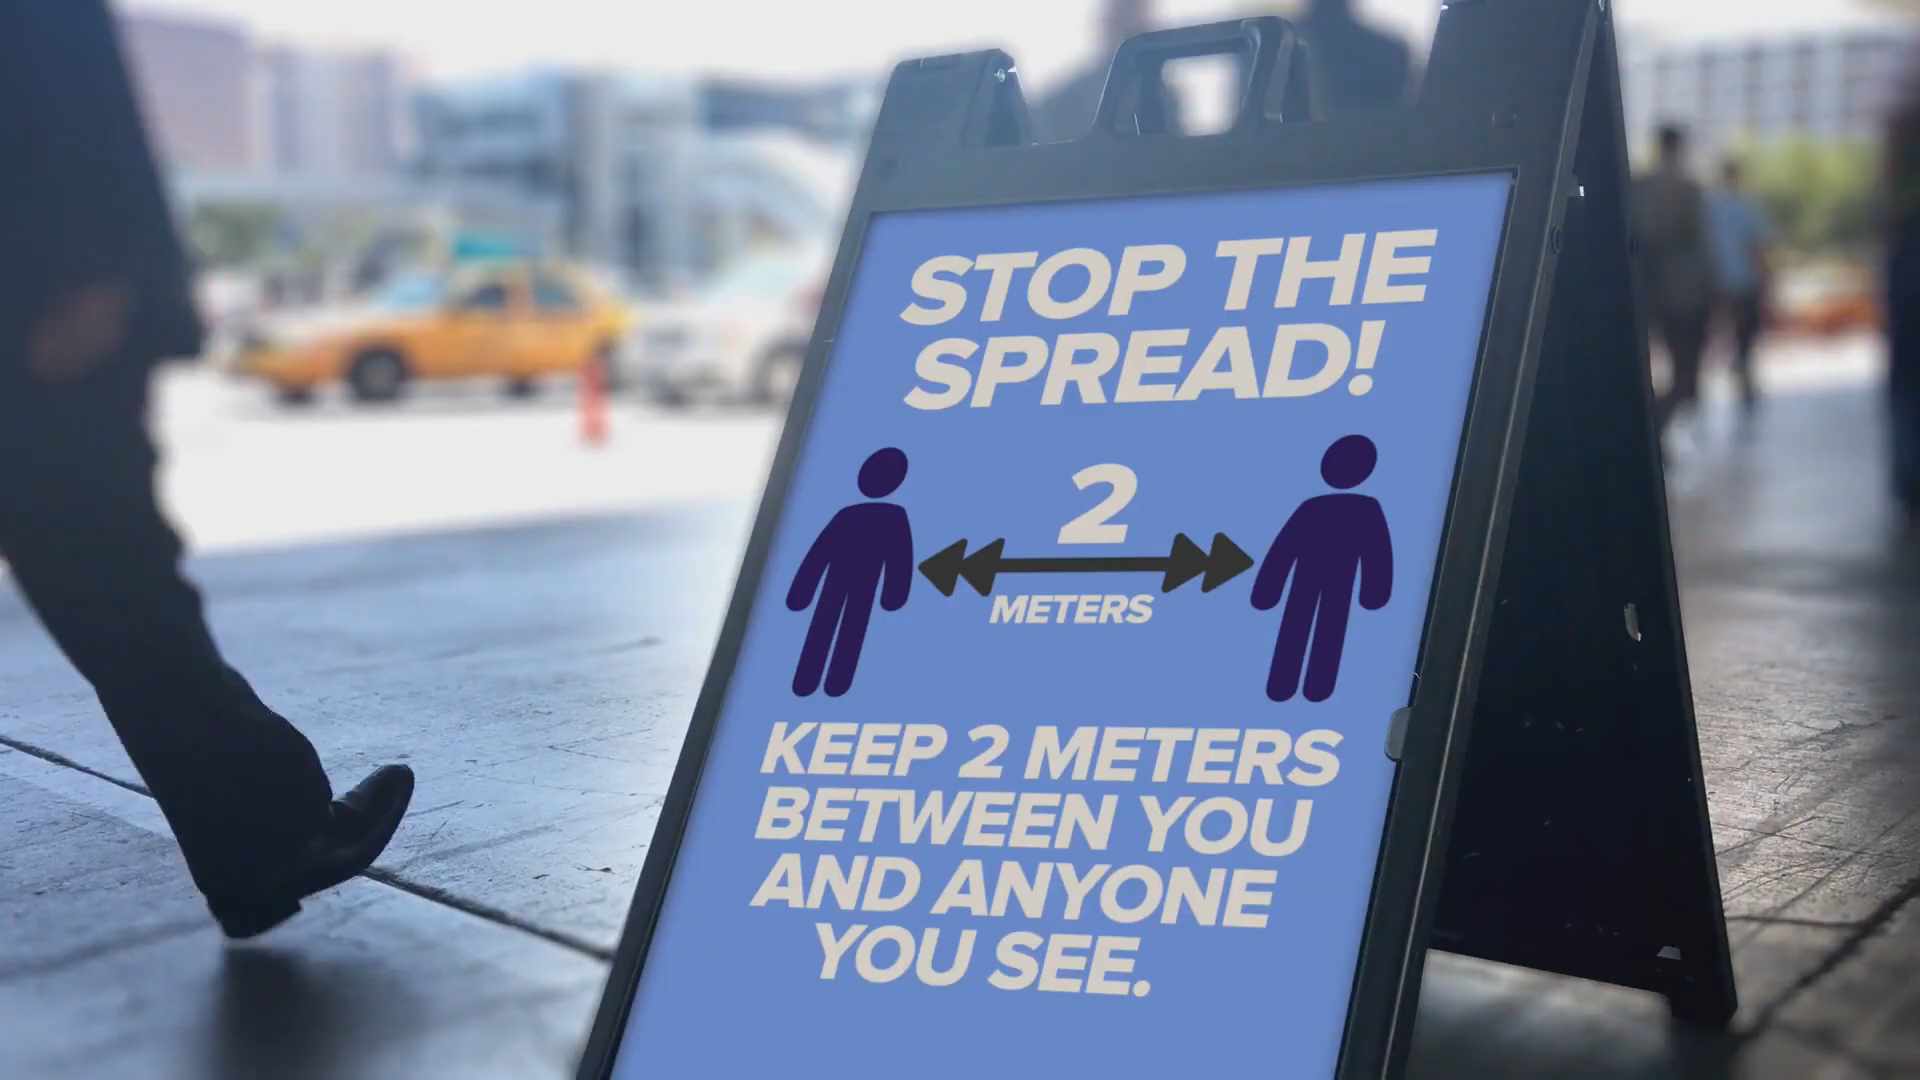 STOP THE
SPREAD!
2
METERS
KEEP 2 METERS
BETWEEN YOU
AND ANYONE
YOU SEE.